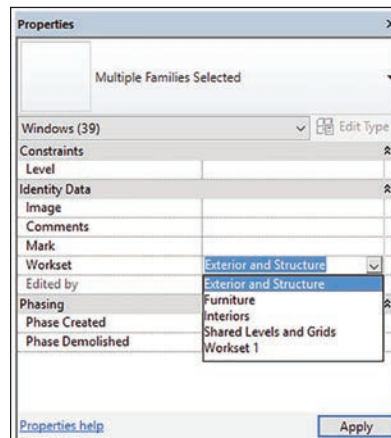 Properties
Multiple Families Selected
Windows (39)
Edit Type
Constraints
Level
Identity Data
Image
Comments
Mark
Workset Exterior and Structure
Edited by
Exterior and Structure
Furniture
Interiors
Shared Levels and Grids
Workset 1
Phasing
Phase Created
Phase Demolished
Properties help
Apply